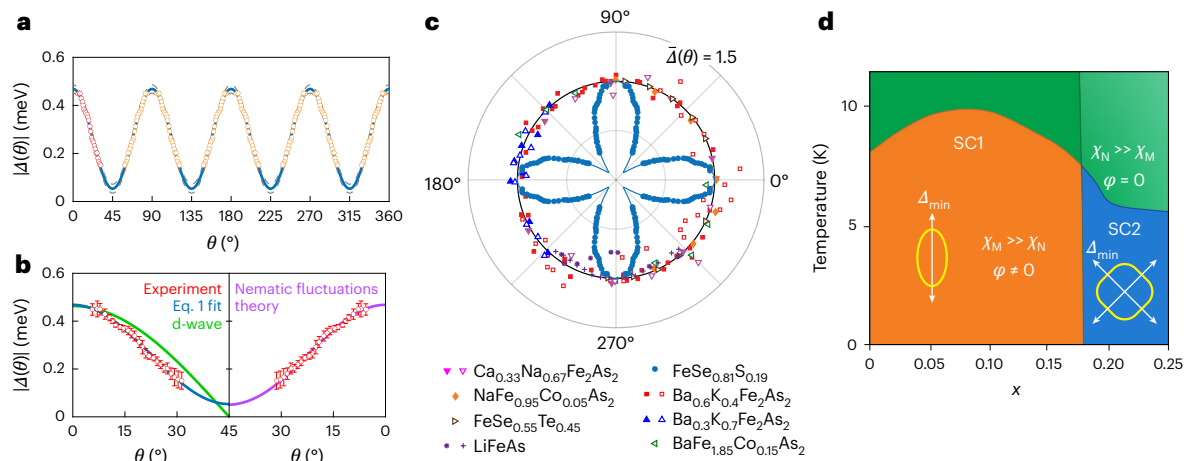 a
0.6
0.4
0.2
0
|Δ(θ)| (meV)
0 45 90 135 180 225 270 315 360
θ (°)
b
0.6
0.4
0.2
0
|Δ(θ)| (meV)
Experiment
Eq. 1 fit
d-wave
Nematic fluctuations
theory
0 15 30 45 30 15 0
θ (°) θ (°)
c
90°
Δ̄(θ) = 1.5
180°
0°
270°
Ca0.33Na0.67Fe2As2
NaFe0.95Co0.05As2
FeSe0.55Te0.45
LiFeAs
FeSe0.81S0.19
Ba0.6K0.4Fe2As2
Ba0.3K0.7Fe2As2
BaFe1.85Co0.15As2
d
10
5
0
Temperature (K)
SC1
χN >> χM
φ = 0
Δmin
χM >> χN
φ ≠ 0
SC2
Δmin
0 0.05 0.10 0.15 0.20 0.25
x